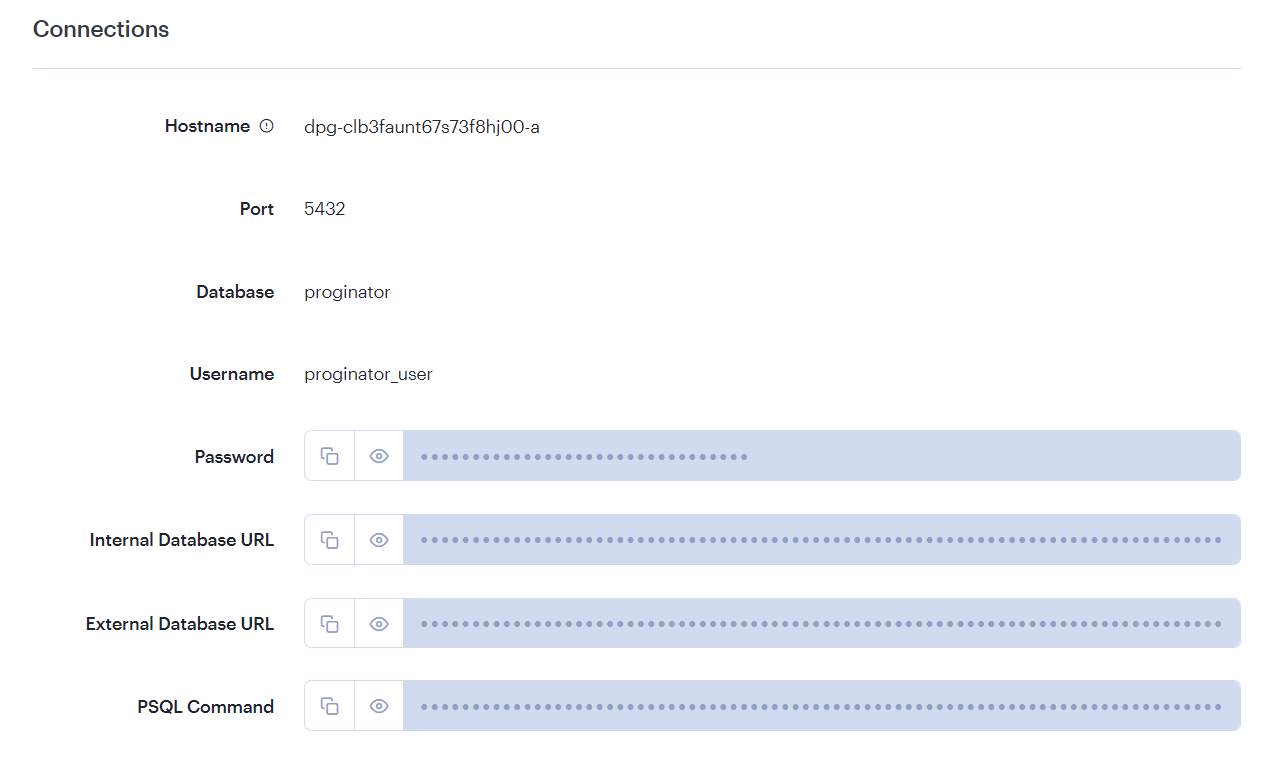 Connections
Hostname dpg-clb3faunt67s73f8hj00-a
Port 5432
Database proginator
Username proginator_user
Password ••••••••••••••••••••••••••••••••
Internal Database URL ••••••••••••••••••••••••••••••••••••••••••••••••••••••••••••••••••••••••••••••
External Database URL ••••••••••••••••••••••••••••••••••••••••••••••••••••••••••••••••••••••••••••••
PSQL Command ••••••••••••••••••••••••••••••••••••••••••••••••••••••••••••••••••••••••••••••